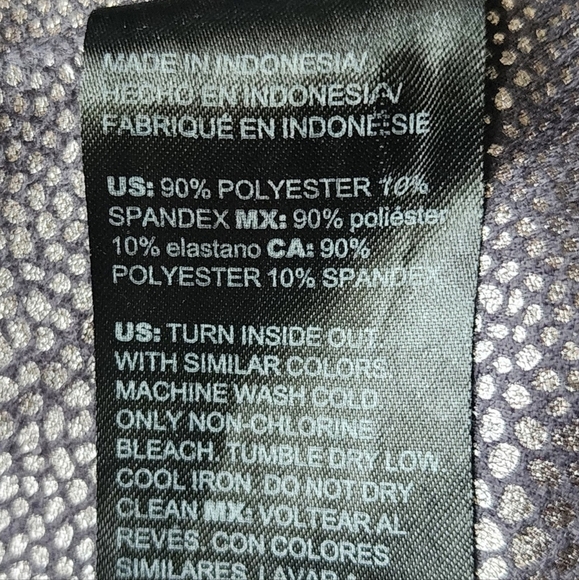 MADE IN INDONESIA/
HECHO EN INDONESIA/
FABRIQUÉ EN INDONÉSIE
US: 90% POLYESTER 10%
SPANDEX MX: 90% poliéster
10% elastano CA: 90%
POLYESTER 10% SPANDEX
US: TURN INSIDE OUT.
WITH SIMILAR COLORS
MACHINE WASH COLD
ONLY NON-CHLORINE
BLEACH. TUMBLE DRY LOW
COOL IRON. DO NOT DRY
CLEAN MX: VOLTEAR AL
REVES. CON COLORES
SIMILARES. LAVAR A